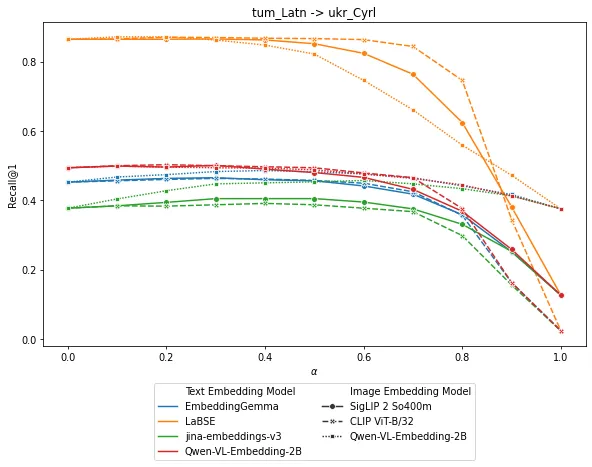 tum_Latn -> ukr_Cyrl
Recall@1
0.8
0.6
0.4
0.2
0.0
0.0 0.2 0.4 0.6 0.8 1.0
α
Text Embedding Model
EmbeddingGemma
LaBSE
jina-embeddings-v3
Qwen-VL-Embedding-2B
Image Embedding Model
SigLIP 2 So400m
CLIP ViT-B/32
Qwen-VL-Embedding-2B